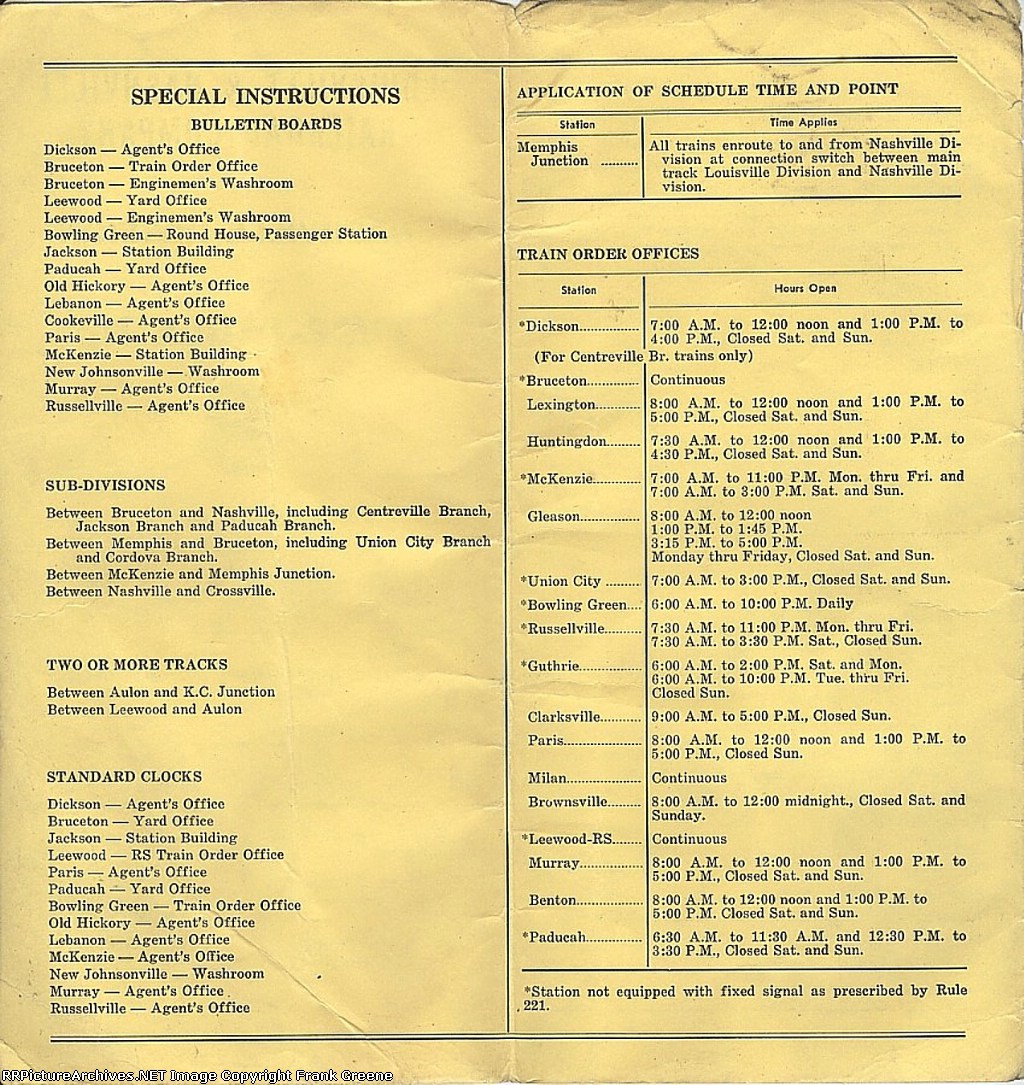 SPECIAL INSTRUCTIONS
BULLETIN BOARDS
Dickson — Agent's Office
Bruceton — Train Order Office
Bruceton — Enginemen's Washroom
Leewood — Yard Office
Leewood — Enginemen's Washroom
Bowling Green — Round House, Passenger Station
Jackson — Station Building
Paducah — Yard Office
Old Hickory — Agent's Office
Lebanon — Agent's Office
Cookeville — Agent's Office
Paris — Agent's Office
McKenzie — Station Building
New Johnsonville — Washroom
Murray — Agent's Office
Russellville — Agent's Office
SUB-DIVISIONS
Between Bruceton and Nashville, including Centreville Branch,
Jackson Branch and Paducah Branch.
Between Memphis and Bruceton, including Union City Branch
and Cordova Branch.
Between McKenzie and Memphis Junction.
Between Nashville and Crossville.
TWO OR MORE TRACKS
Between Aulon and K.C. Junction
Between Leewood and Aulon
STANDARD CLOCKS
Dickson — Agent's Office
Bruceton — Yard Office
Jackson — Station Building
Leewood — RS Train Order Office
Paris — Agent's Office
Paducah — Yard Office
Bowling Green — Train Order Office
Old Hickory — Agent's Office
Lebanon — Agent's Office
McKenzie — Agent's Office
New Johnsonville — Washroom
Murray — Agent's Office
Russellville — Agent's Office
APPLICATION OF SCHEDULE TIME AND POINT
Station Time Applies
Memphis All trains enroute to and from Nashville Di-
Junction .......... vision at connection switch between main
track Louisville Division and Nashville Di-
vision.
TRAIN ORDER OFFICES
Station Hours Open
*Dickson................ 7:00 A.M. to 12:00 noon and 1:00 P.M. to
4:00 P.M., Closed Sat. and Sun.
(For Centreville Br. trains only)
*Bruceton.............. Continuous
Lexington............ 8:00 A.M. to 12:00 noon and 1:00 P.M. to
5:00 P.M., Closed Sat. and Sun.
Huntingdon......... 7:30 A.M. to 12:00 noon and 1:00 P.M. to
4:30 P.M., Closed Sat. and Sun.
*McKenzie............. 7:00 A.M. to 11:00 P.M. Mon. thru Fri. and
7:00 A.M. to 3:00 P.M. Sat. and Sun.
Gleason................ 8:00 A.M. to 12:00 noon
1:00 P.M. to 1:45 P.M.
3:15 P.M. to 5:00 P.M.
Monday thru Friday, Closed Sat. and Sun.
*Union City .......... 7:00 A.M. to 3:00 P.M., Closed Sat. and Sun.
*Bowling Green.... 6:00 A.M. to 10:00 P.M. Daily
*Russellville.......... 7:30 A.M. to 11:00 P.M. Mon. thru Fri.
7:30 A.M. to 3:30 P.M. Sat., Closed Sun.
*Guthrie................ 6:00 A.M. to 2:00 P.M. Sat. and Mon.
6:00 A.M. to 10:00 P.M. Tue. thru Fri.
Closed Sun.
Clarksville........... 9:00 A.M. to 5:00 P.M., Closed Sun.
Paris..................... 8:00 A.M. to 12:00 noon and 1:00 P.M. to
5:00 P.M., Closed Sun.
Milan.................... Continuous
Brownsville......... 8:00 A.M. to 12:00 midnight., Closed Sat. and
Sunday.
*Leewood-RS........ Continuous
Murray................. 8:00 A.M. to 12:00 noon and 1:00 P.M. to
5:00 P.M., Closed Sat. and Sun.
Benton.................. 8:00 A.M. to 12:00 noon and 1:00 P.M. to
5:00 P.M. Closed Sat. and Sun.
*Paducah............... 6:30 A.M. to 11:30 A.M. and 12:30 P.M. to
3:30 P.M., Closed Sat. and Sun.
*Station not equipped with fixed signal as prescribed by Rule
221.
RRPictureArchives.NET Image Copyright Frank Greene